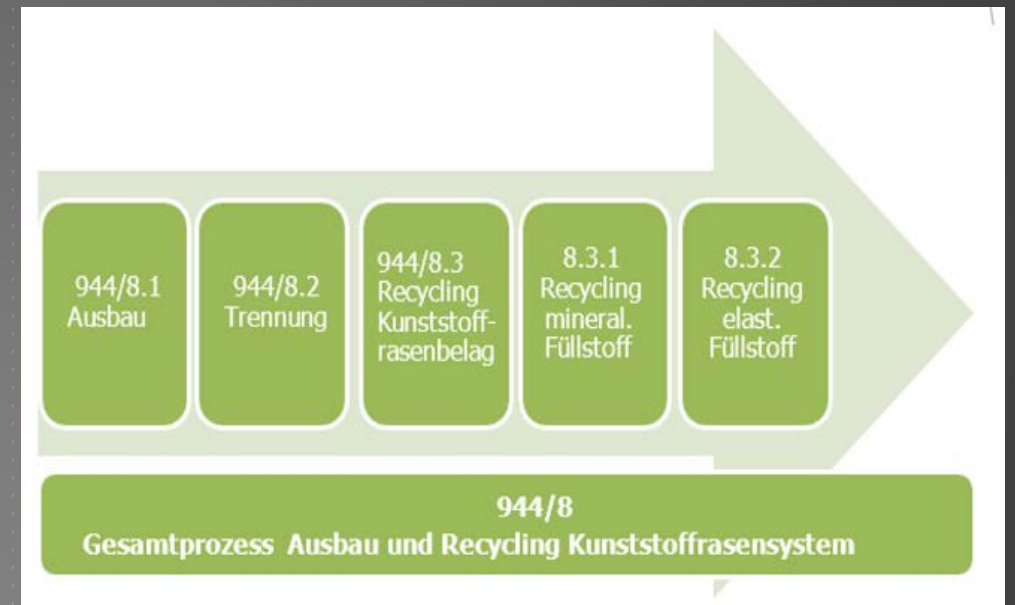 944/8.1
Ausbau
944/8.2
Trennung
944/8.3
Recycling
Kunststoff-
rasenbelag
8.3.1
Recycling
mineral.
Füllstoff
8.3.2
Recycling
elast.
Füllstoff
944/8
Gesamtprozess Ausbau und Recycling Kunststoffrasensystem